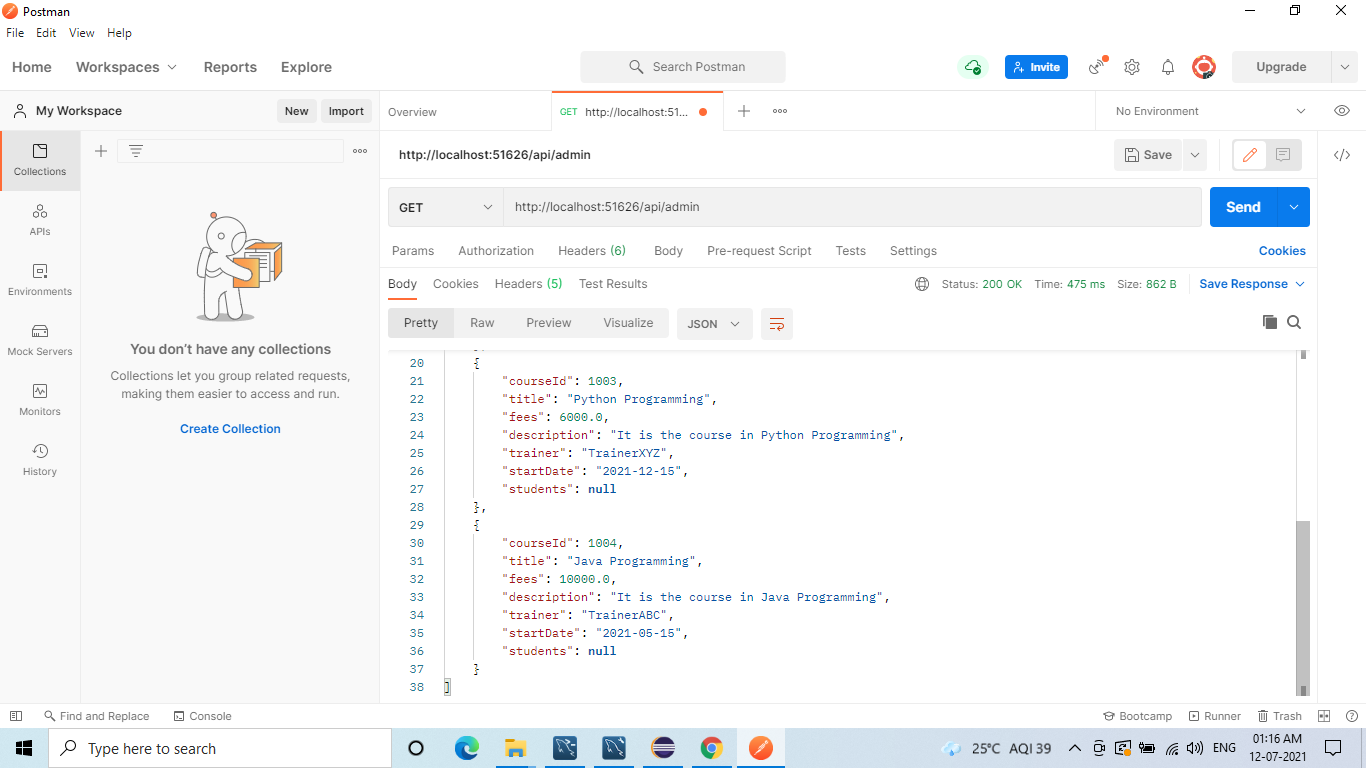 Postman
File Edit View Help
Home Workspaces Reports Explore
Search Postman
Invite
Upgrade
My Workspace
New Import
Overview
GET http://localhost:51...
No Environment
Collections
APIs
Environments
Mock Servers
Monitors
History
You don't have any collections
Collections let you group related requests,
making them easier to access and run.
Create Collection
http://localhost:51626/api/admin
Save
GET http://localhost:51626/api/admin
Send
Params Authorization Headers (6) Body Pre-request Script Tests Settings
Cookies
Body Cookies Headers (5) Test Results
Status: 200 OK Time: 475 ms Size: 862 B
Save Response
Pretty Raw Preview Visualize JSON
20 {
21 "courseId": 1003,
22 "title": "Python Programming",
23 "fees": 6000.0,
24 "description": "It is the course in Python Programming",
25 "trainer": "TrainerXYZ",
26 "startDate": "2021-12-15",
27 "students": null
28 },
29 {
30 "courseId": 1004,
31 "title": "Java Programming",
32 "fees": 10000.0,
33 "description": "It is the course in Java Programming",
34 "trainer": "TrainerABC",
35 "startDate": "2021-05-15",
36 "students": null
37 }
38 ]
Find and Replace Console
Bootcamp Runner Trash
Type here to search
25°C AQI 39
ENG
01:16 AM
12-07-2021